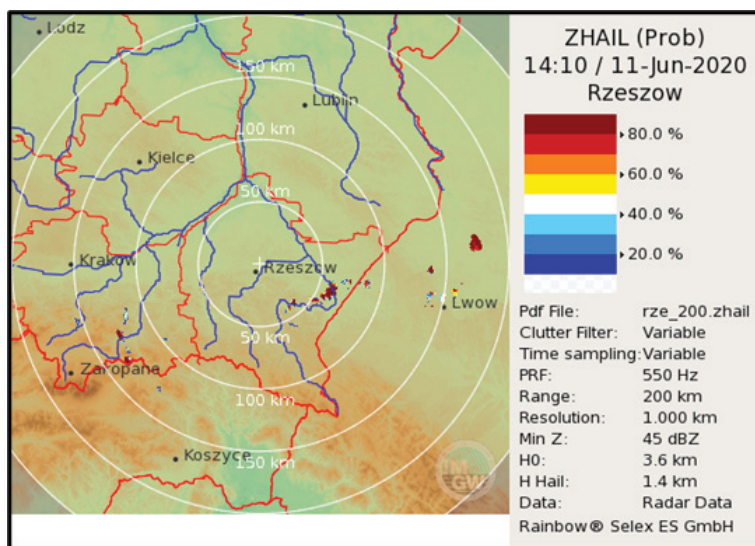 Lodz
150 km
Lublin
100 km
Kielce
50 km
Krakow
Rzeszow
Lwow
50 km
Zaropane
100 km
Koszyce
150 km
IMGW
ZHAIL (Prob)
14:10 / 11-Jun-2020
Rzeszow
80.0 %
60.0 %
40.0 %
20.0 %
Pdf File: rze_200.zhail
Clutter Filter: Variable
Time sampling: Variable
PRF: 550 Hz
Range: 200 km
Resolution: 1.000 km
Min Z: 45 dBZ
H0: 3.6 km
H Hail: 1.4 km
Data: Radar Data
Rainbow® Selex ES GmbH